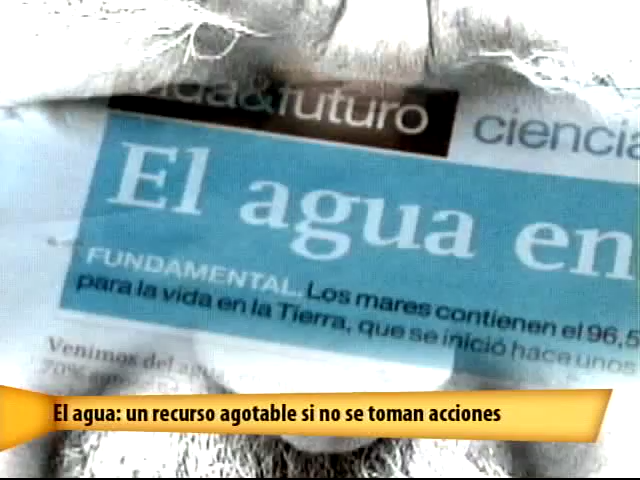 vida&futuro
ciencia
El agua en
FUNDAMENTAL. Los mares contienen el 96,5
para la vida en la Tierra, que se inició hace unos
Venimos del agua
70%
El agua: un recurso agotable si no se toman acciones